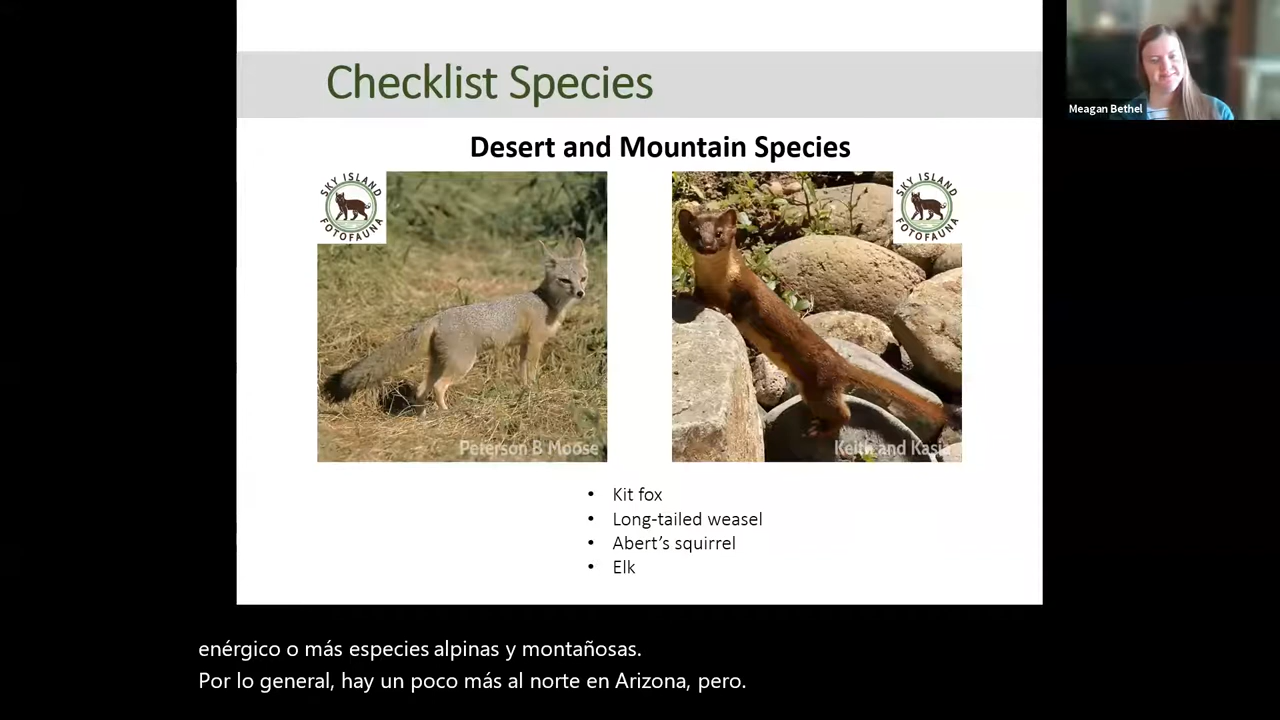 Checklist Species
Meagan Bethel
Desert and Mountain Species
SKY ISLAND
FOTOFAUNA
SKY ISLAND
FOTOFAUNA
Peterson B Moose
Keith and Kasia
• Kit fox
• Long-tailed weasel
• Abert’s squirrel
• Elk
enérgico o más especies alpinas y montañosas.
Por lo general, hay un poco más al norte en Arizona, pero.